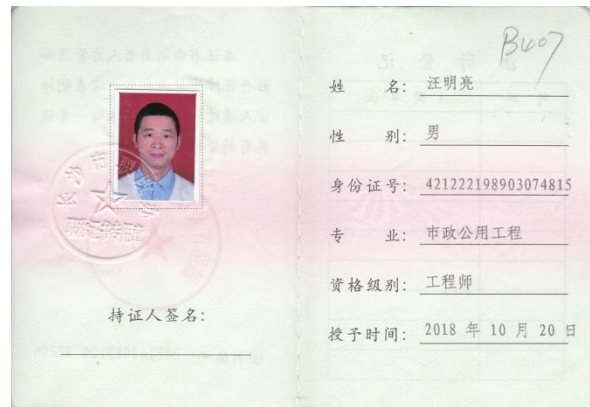 B407
姓 名: 汪明亮
性 别: 男
身份证号: 421222198903074815
专 业: 市政公用工程
资格级别: 工程师
授予时间: 2018 年 10 月 20 日
持证人签名: